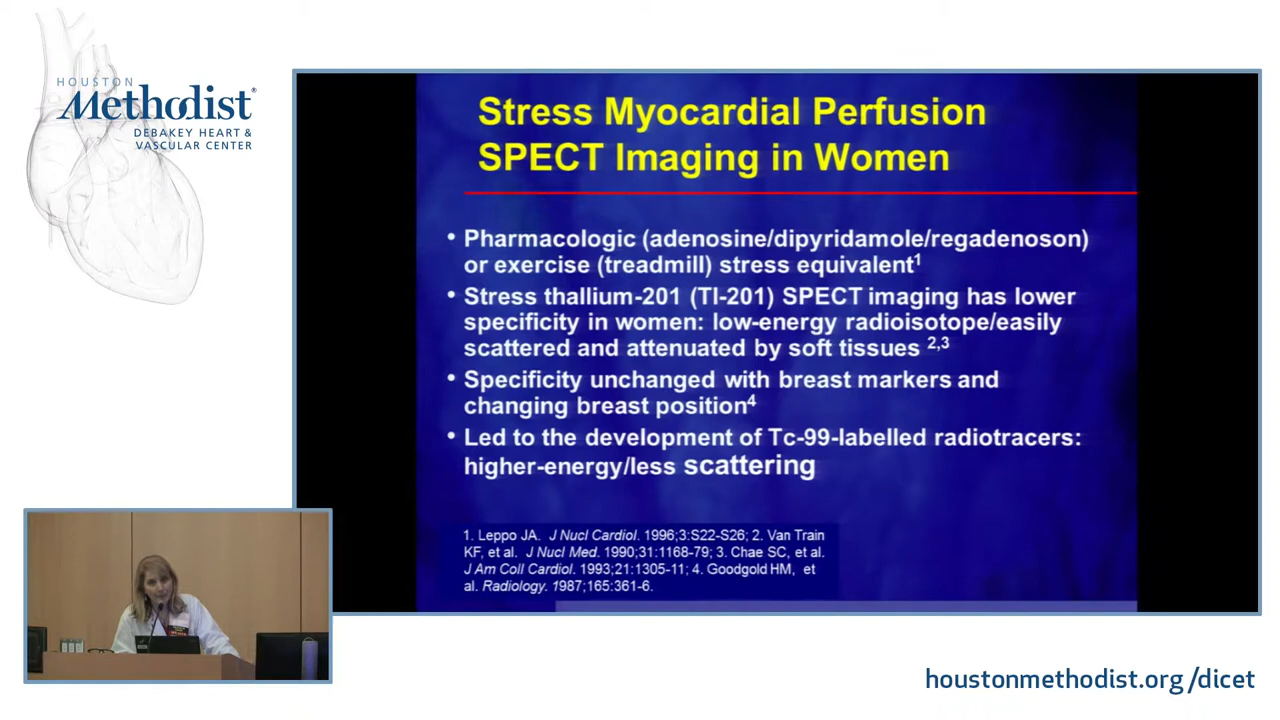 HOUSTON
Methodist®
DEBAKEY HEART &
VASCULAR CENTER
Stress Myocardial Perfusion
SPECT Imaging in Women
• Pharmacologic (adenosine/dipyridamole/regadenoson)
or exercise (treadmill) stress equivalent1
• Stress thallium-201 (Tl-201) SPECT imaging has lower
specificity in women: low-energy radioisotope/easily
scattered and attenuated by soft tissues 2,3
• Specificity unchanged with breast markers and
changing breast position4
• Led to the development of Tc-99-labelled radiotracers:
higher-energy/less scattering
1. Leppo JA. J Nucl Cardiol. 1996;3:S22-S26; 2. Van Train
KF, et al. J Nucl Med. 1990;31:1168-79; 3. Chae SC, et al.
J Am Coll Cardiol. 1993;21:1305-11; 4. Goodgold HM, et
al. Radiology. 1987;165:361-6.
houstonmethodist.org/dicet